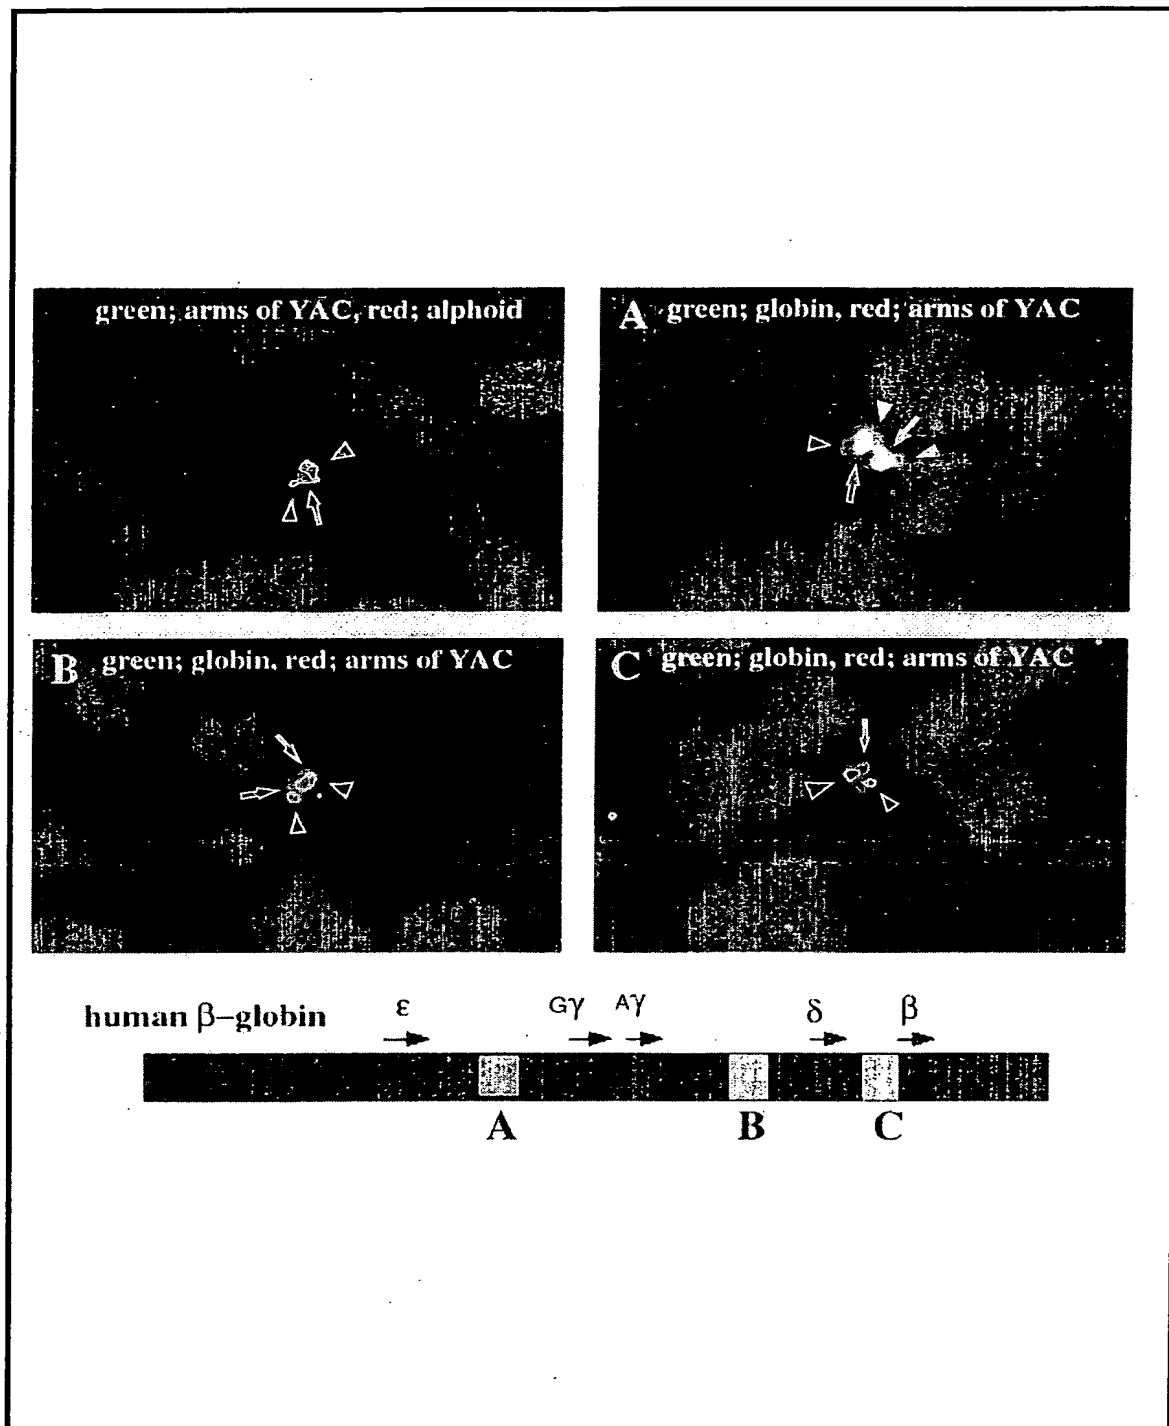 green; arms of YAC, red; alphoid
A green; globin, red; arms of YAC
B green; globin, red; arms of YAC
C green; globin, red; arms of YAC
human β–globin
ε
Gγ
Aγ
δ
β
A
B
C